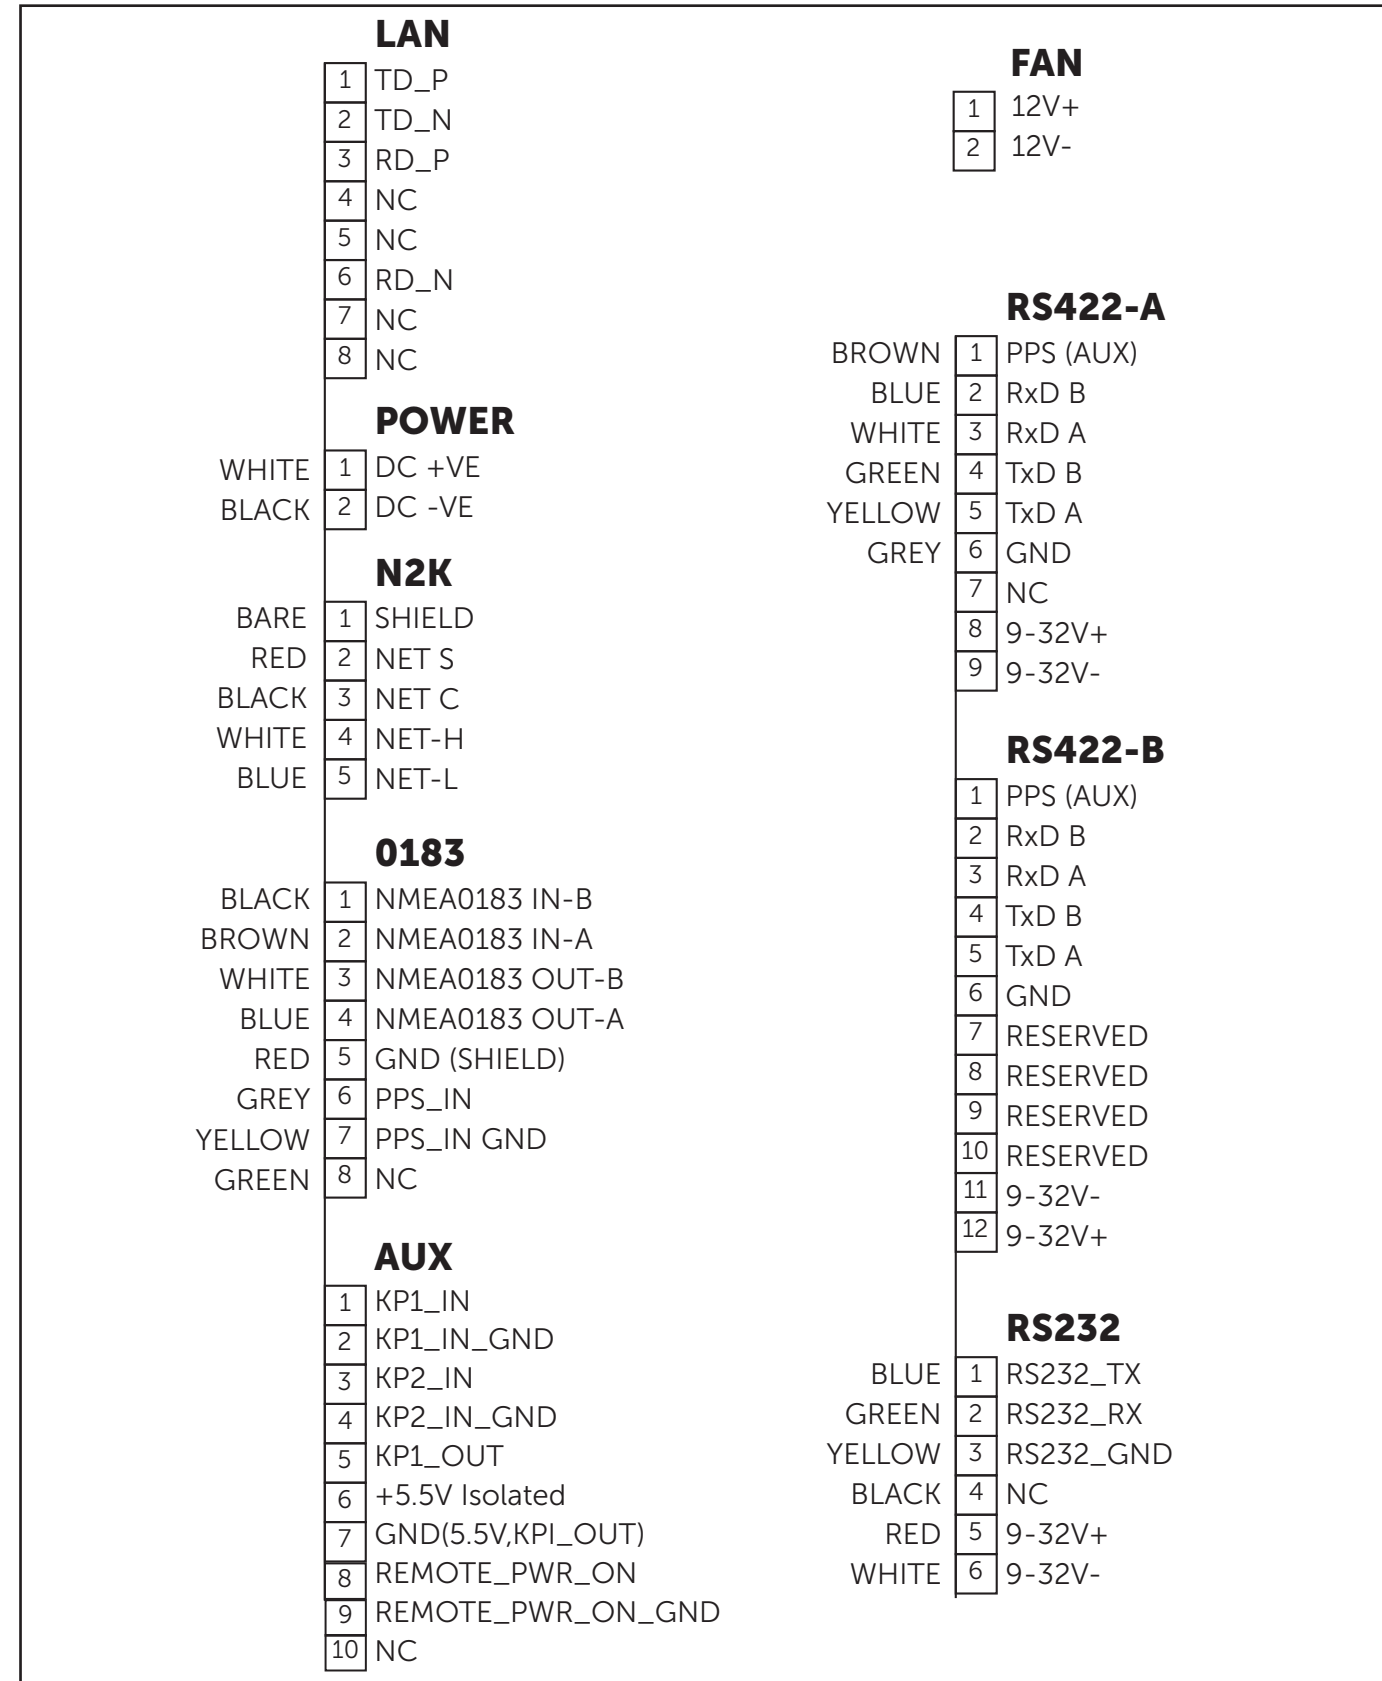 LAN
1 TD_P
2 TD_N
3 RD_P
4 NC
5 NC
6 RD_N
7 NC
8 NC
POWER
WHITE 1 DC +VE
BLACK 2 DC -VE
N2K
BARE 1 SHIELD
RED 2 NET S
BLACK 3 NET C
WHITE 4 NET-H
BLUE 5 NET-L
0183
BLACK 1 NMEA0183 IN-B
BROWN 2 NMEA0183 IN-A
WHITE 3 NMEA0183 OUT-B
BLUE 4 NMEA0183 OUT-A
RED 5 GND (SHIELD)
GREY 6 PPS_IN
YELLOW 7 PPS_IN GND
GREEN 8 NC
AUX
1 KP1_IN
2 KP1_IN_GND
3 KP2_IN
4 KP2_IN_GND
5 KP1_OUT
6 +5.5V Isolated
7 GND(5.5V,KPI_OUT)
8 REMOTE_PWR_ON
9 REMOTE_PWR_ON_GND
10 NC
FAN
1 12V+
2 12V-
RS422-A
BROWN 1 PPS (AUX)
BLUE 2 RxD B
WHITE 3 RxD A
GREEN 4 TxD B
YELLOW 5 TxD A
GREY 6 GND
7 NC
8 9-32V+
9 9-32V-
RS422-B
1 PPS (AUX)
2 RxD B
3 RxD A
4 TxD B
5 TxD A
6 GND
7 RESERVED
8 RESERVED
9 RESERVED
10 RESERVED
11 9-32V-
12 9-32V+
RS232
BLUE 1 RS232_TX
GREEN 2 RS232_RX
YELLOW 3 RS232_GND
BLACK 4 NC
RED 5 9-32V+
WHITE 6 9-32V-